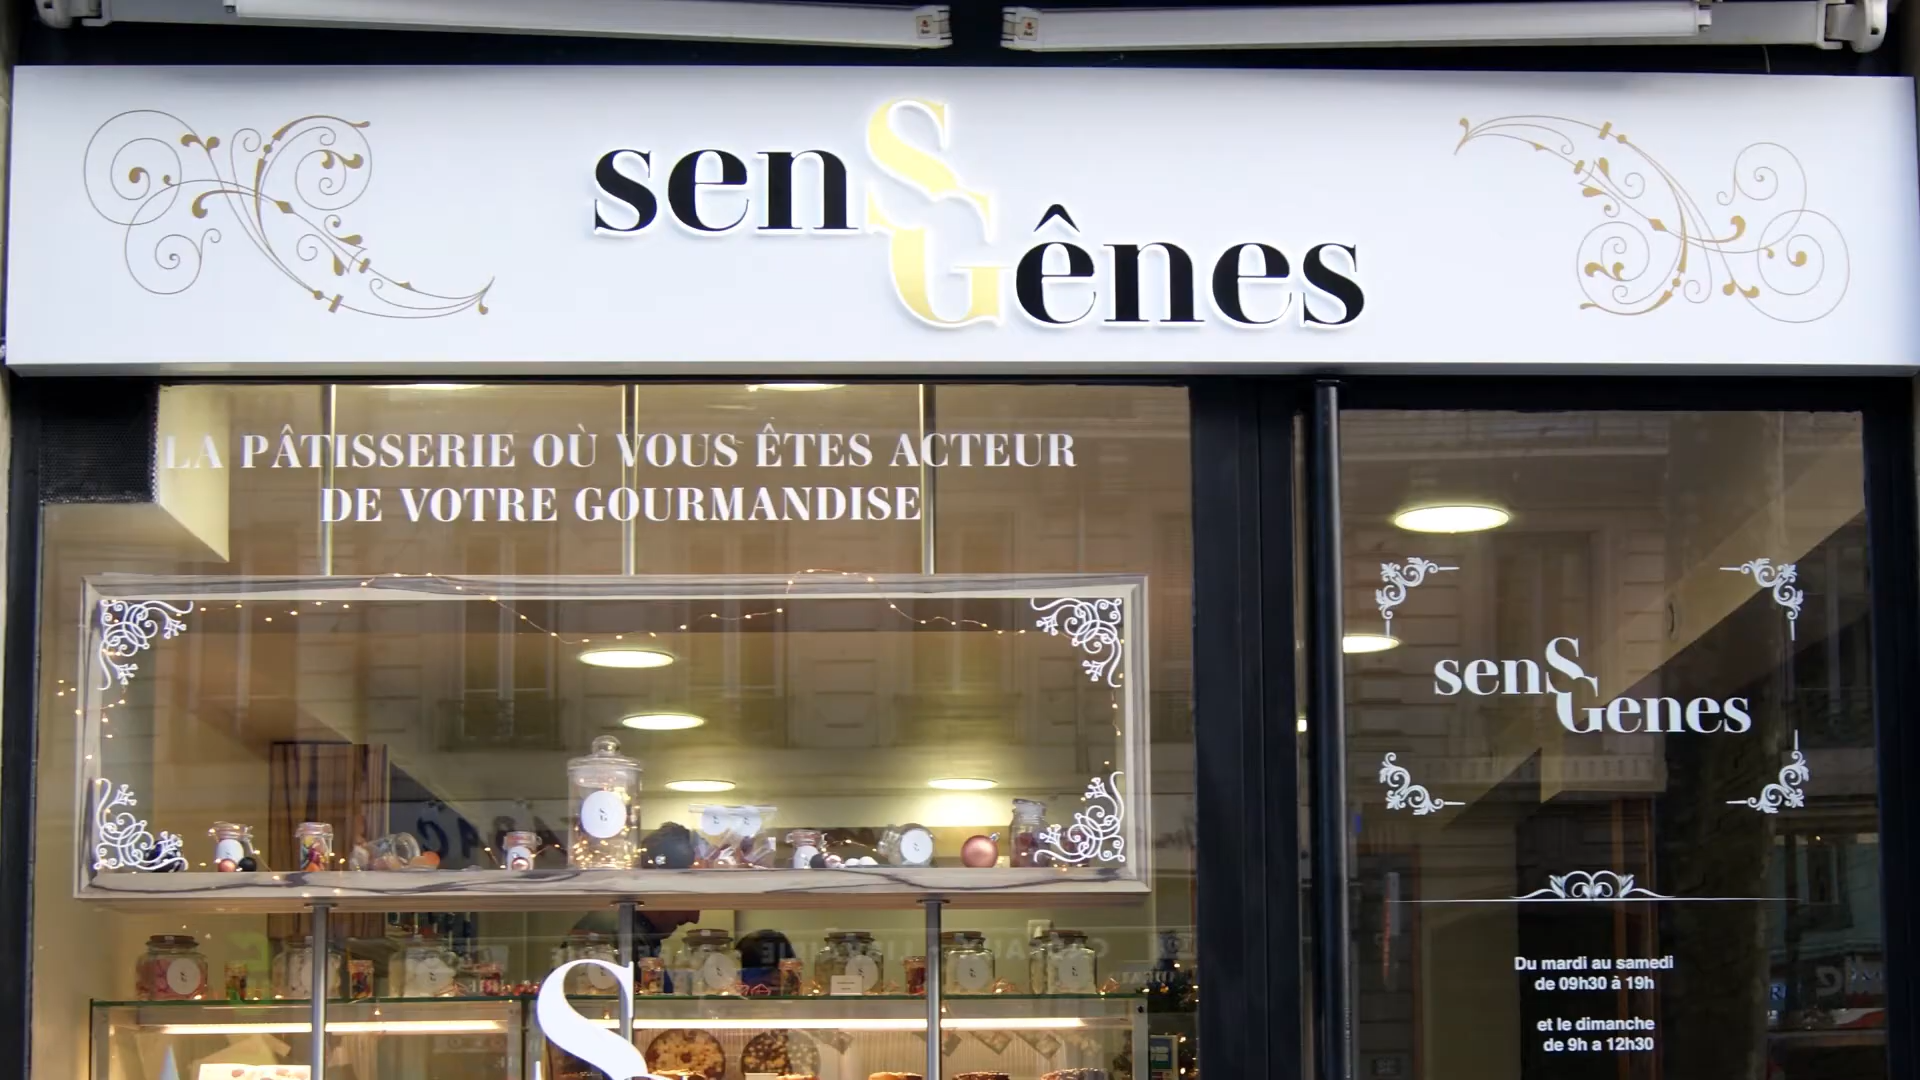 senS
Gênes
LA PÂTISSERIE OÙ VOUS ÊTES ACTEUR
DE VOTRE GOURMANDISE
senS
Genes
Du mardi au samedi
de 09h30 à 19h
et le dimanche
de 9h a 12h30
S